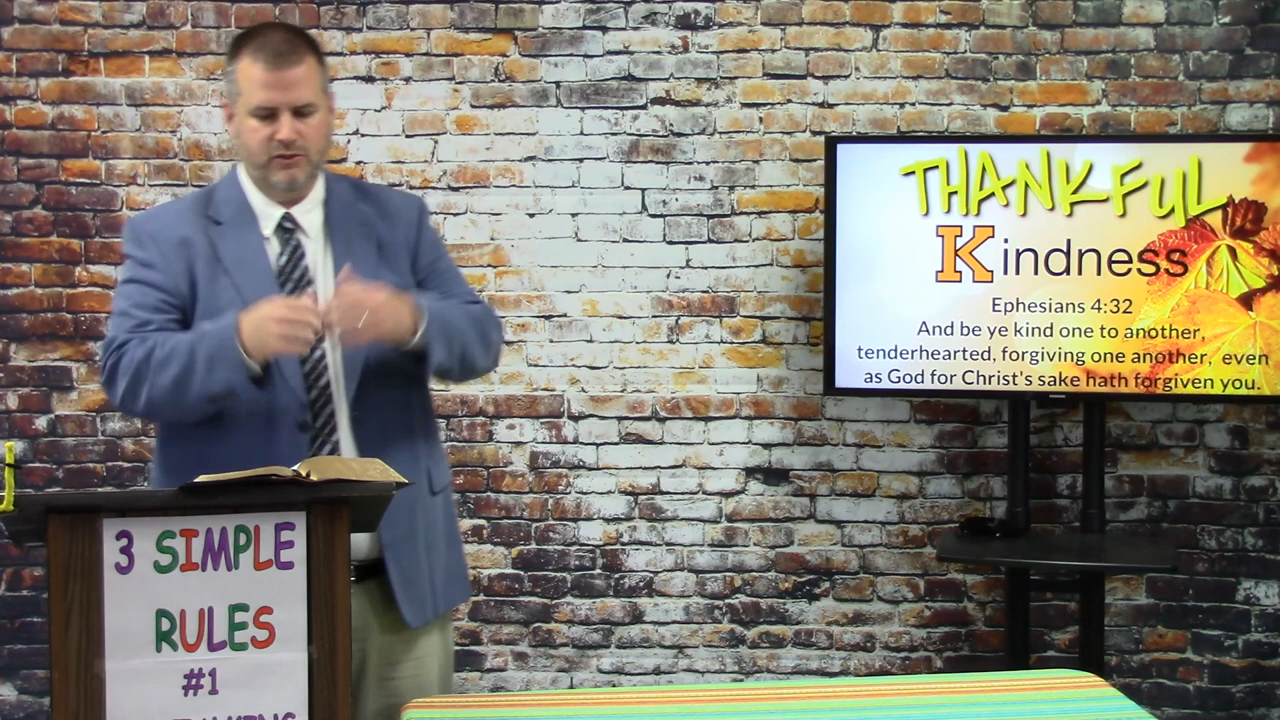 THANKFUL
Kindness
Ephesians 4:32
And be ye kind one to another,
tenderhearted, forgiving one another, even
as God for Christ's sake hath forgiven you.
3 SIMPLE
RULES
#1